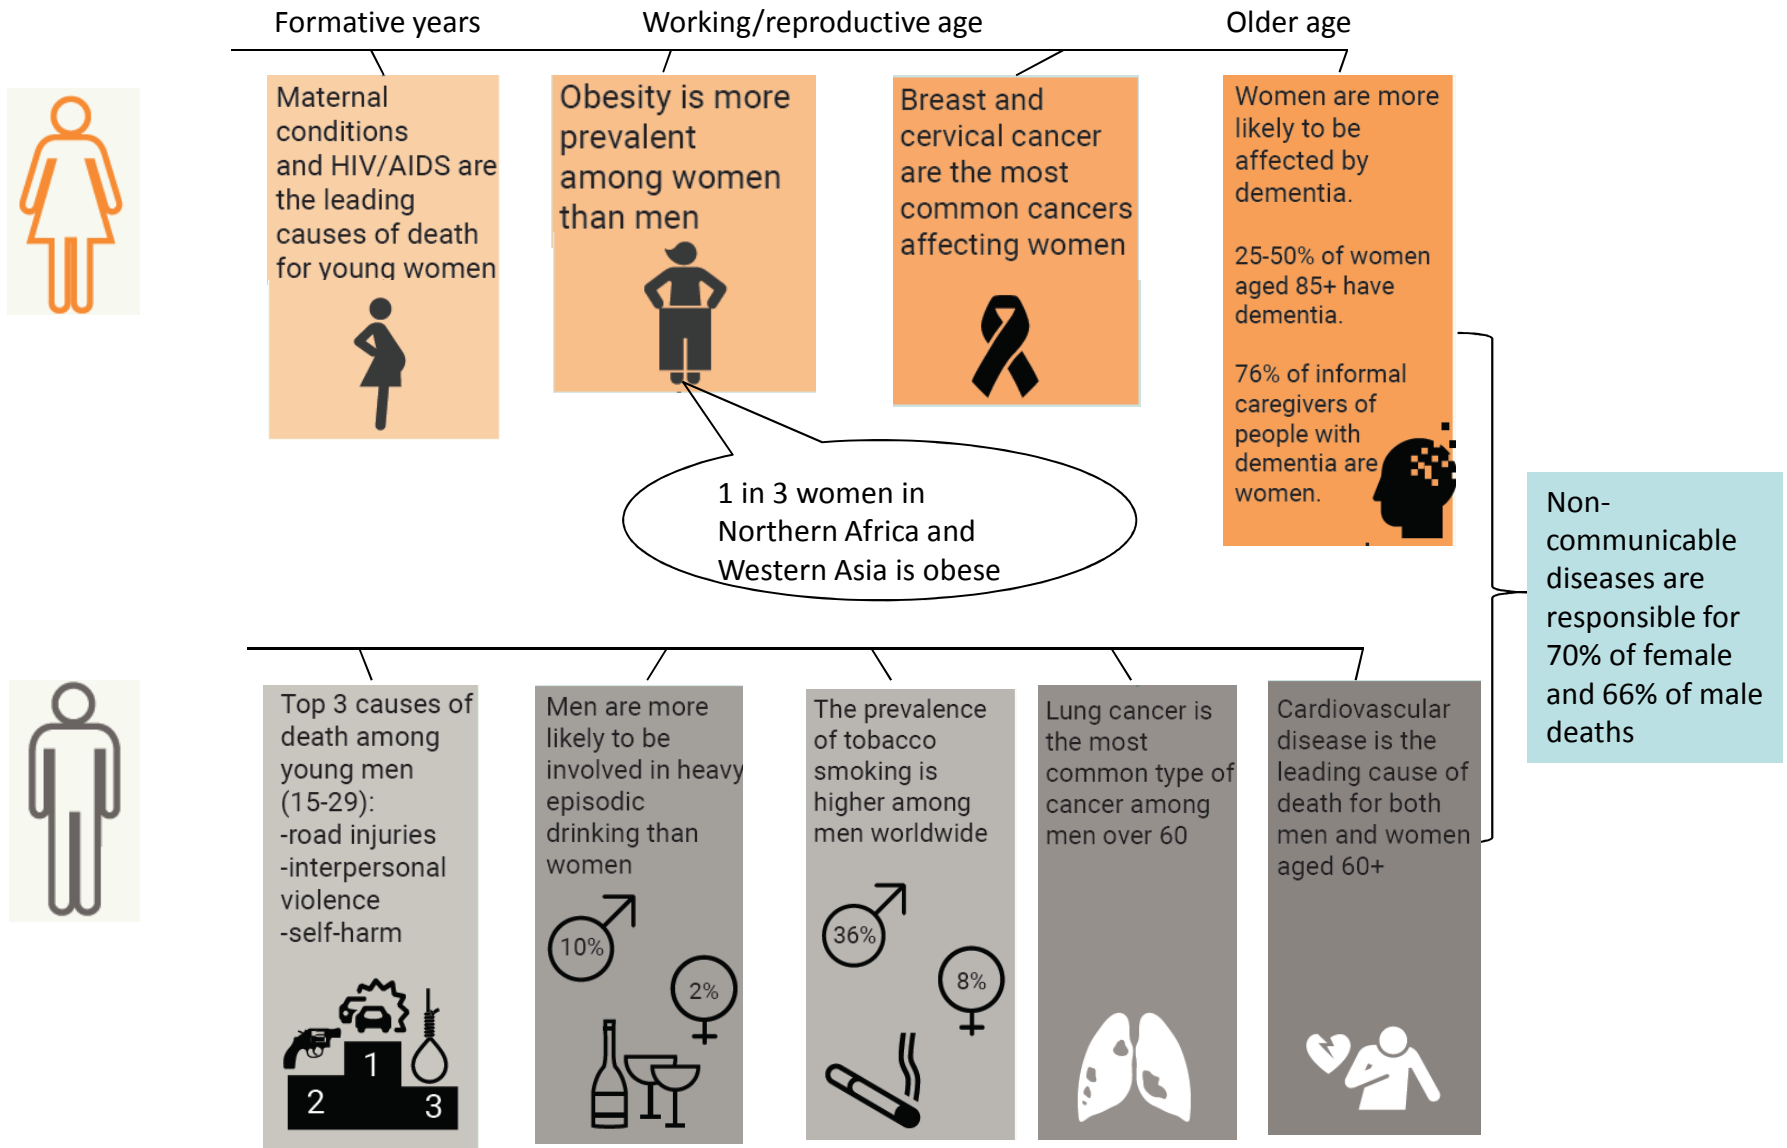 Formative years
Working/reproductive age
Older age
Maternal
conditions
and HIV/AIDS are
the leading
causes of death
for young women
Obesity is more
prevalent
among women
than men
Breast and
cervical cancer
are the most
common cancers
affecting women
Women are more
likely to be
affected by
dementia.
25-50% of women
aged 85+ have
dementia.
76% of informal
caregivers of
people with
dementia are
women.
1 in 3 women in
Northern Africa and
Western Asia is obese
Non-
communicable
diseases are
responsible for
70% of female
and 66% of male
deaths
Top 3 causes of
death among
young men
(15-29):
-road injuries
-interpersonal
violence
-self-harm
1
2
3
Men are more
likely to be
involved in heavy
episodic
drinking than
women
10%
2%
The prevalence
of tobacco
smoking is
higher among
men worldwide
36%
8%
Lung cancer is
the most
common type of
cancer among
men over 60
Cardiovascular
disease is the
leading cause of
death for both
men and women
aged 60+